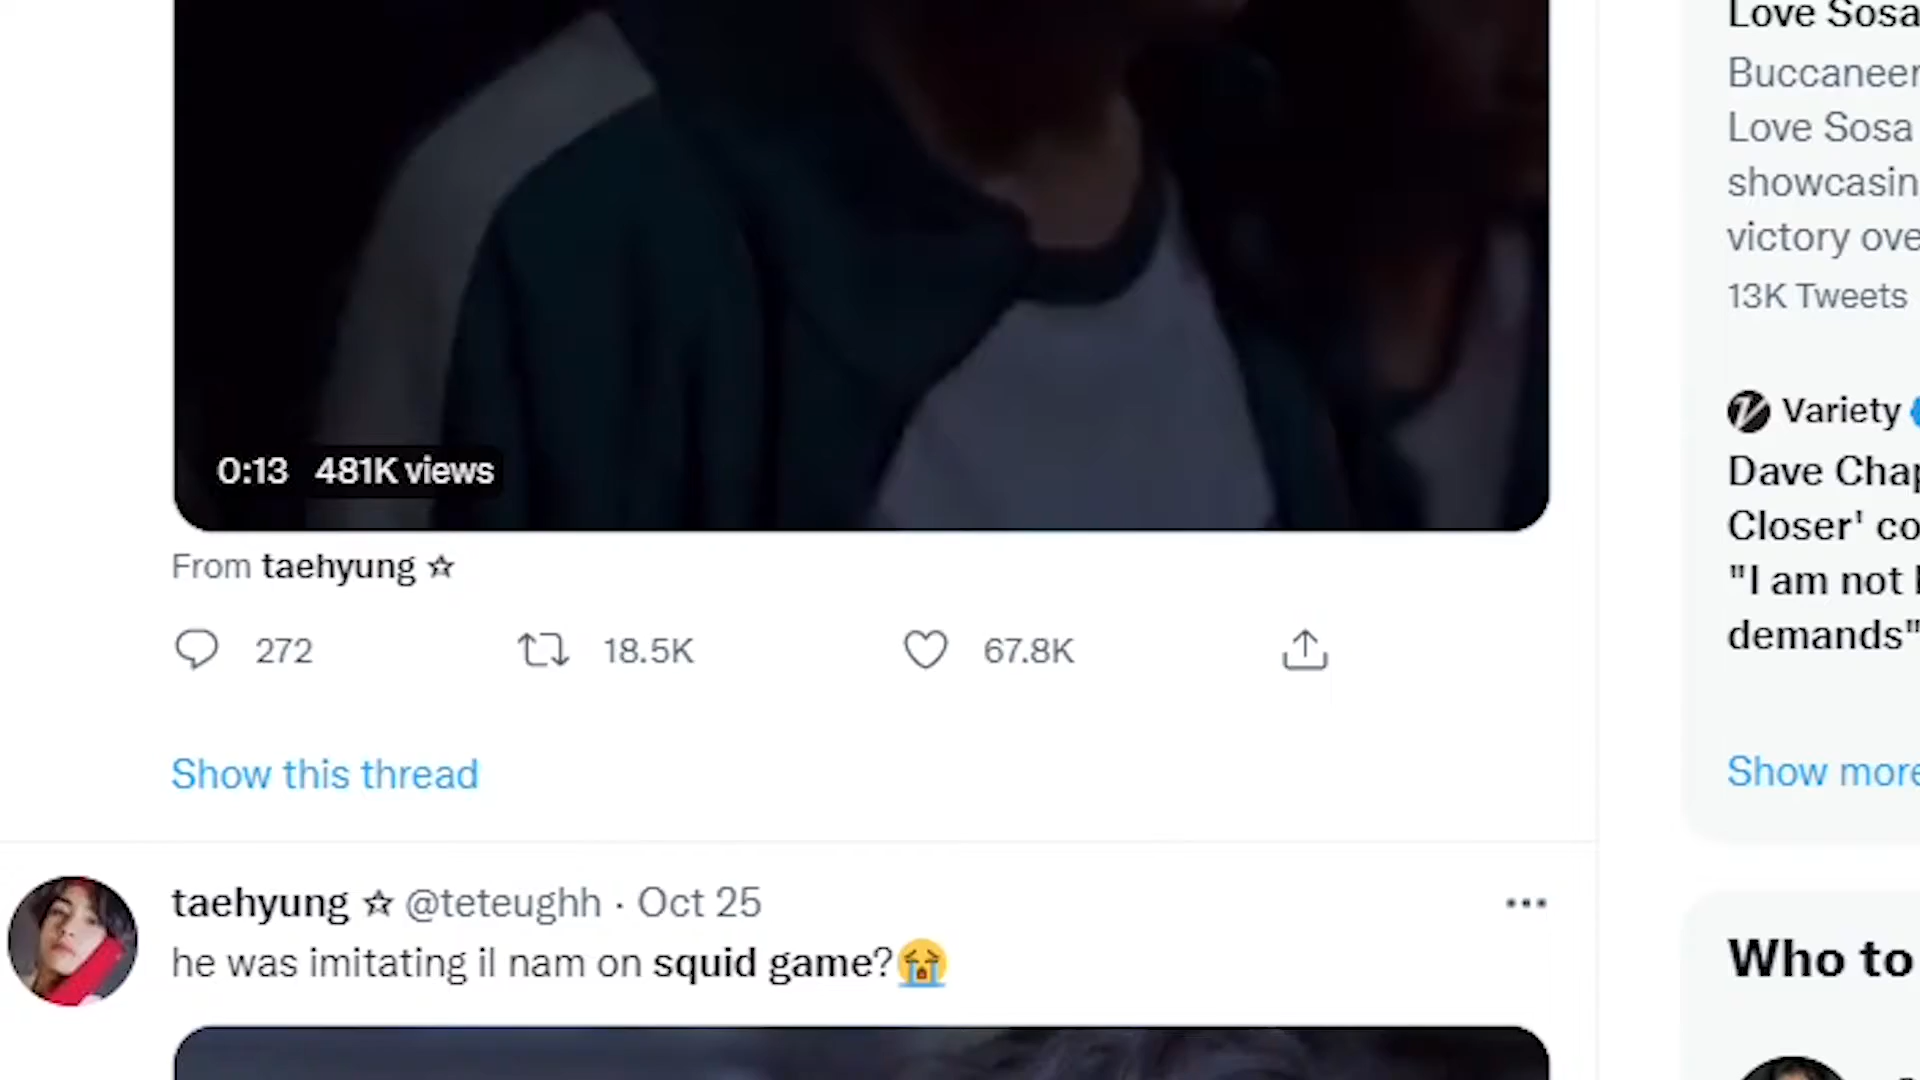 0:13 481K views
From taehyung ☆
272 18.5K 67.8K
Show this thread
taehyung ☆ @teteughh · Oct 25
he was imitating il nam on squid game?😭
Love Sosa
Buccaneer
Love Sosa
showcasin
victory ove
13K Tweets
Variety
Dave Chap
Closer' co
"I am not
demands"
Show more
Who to